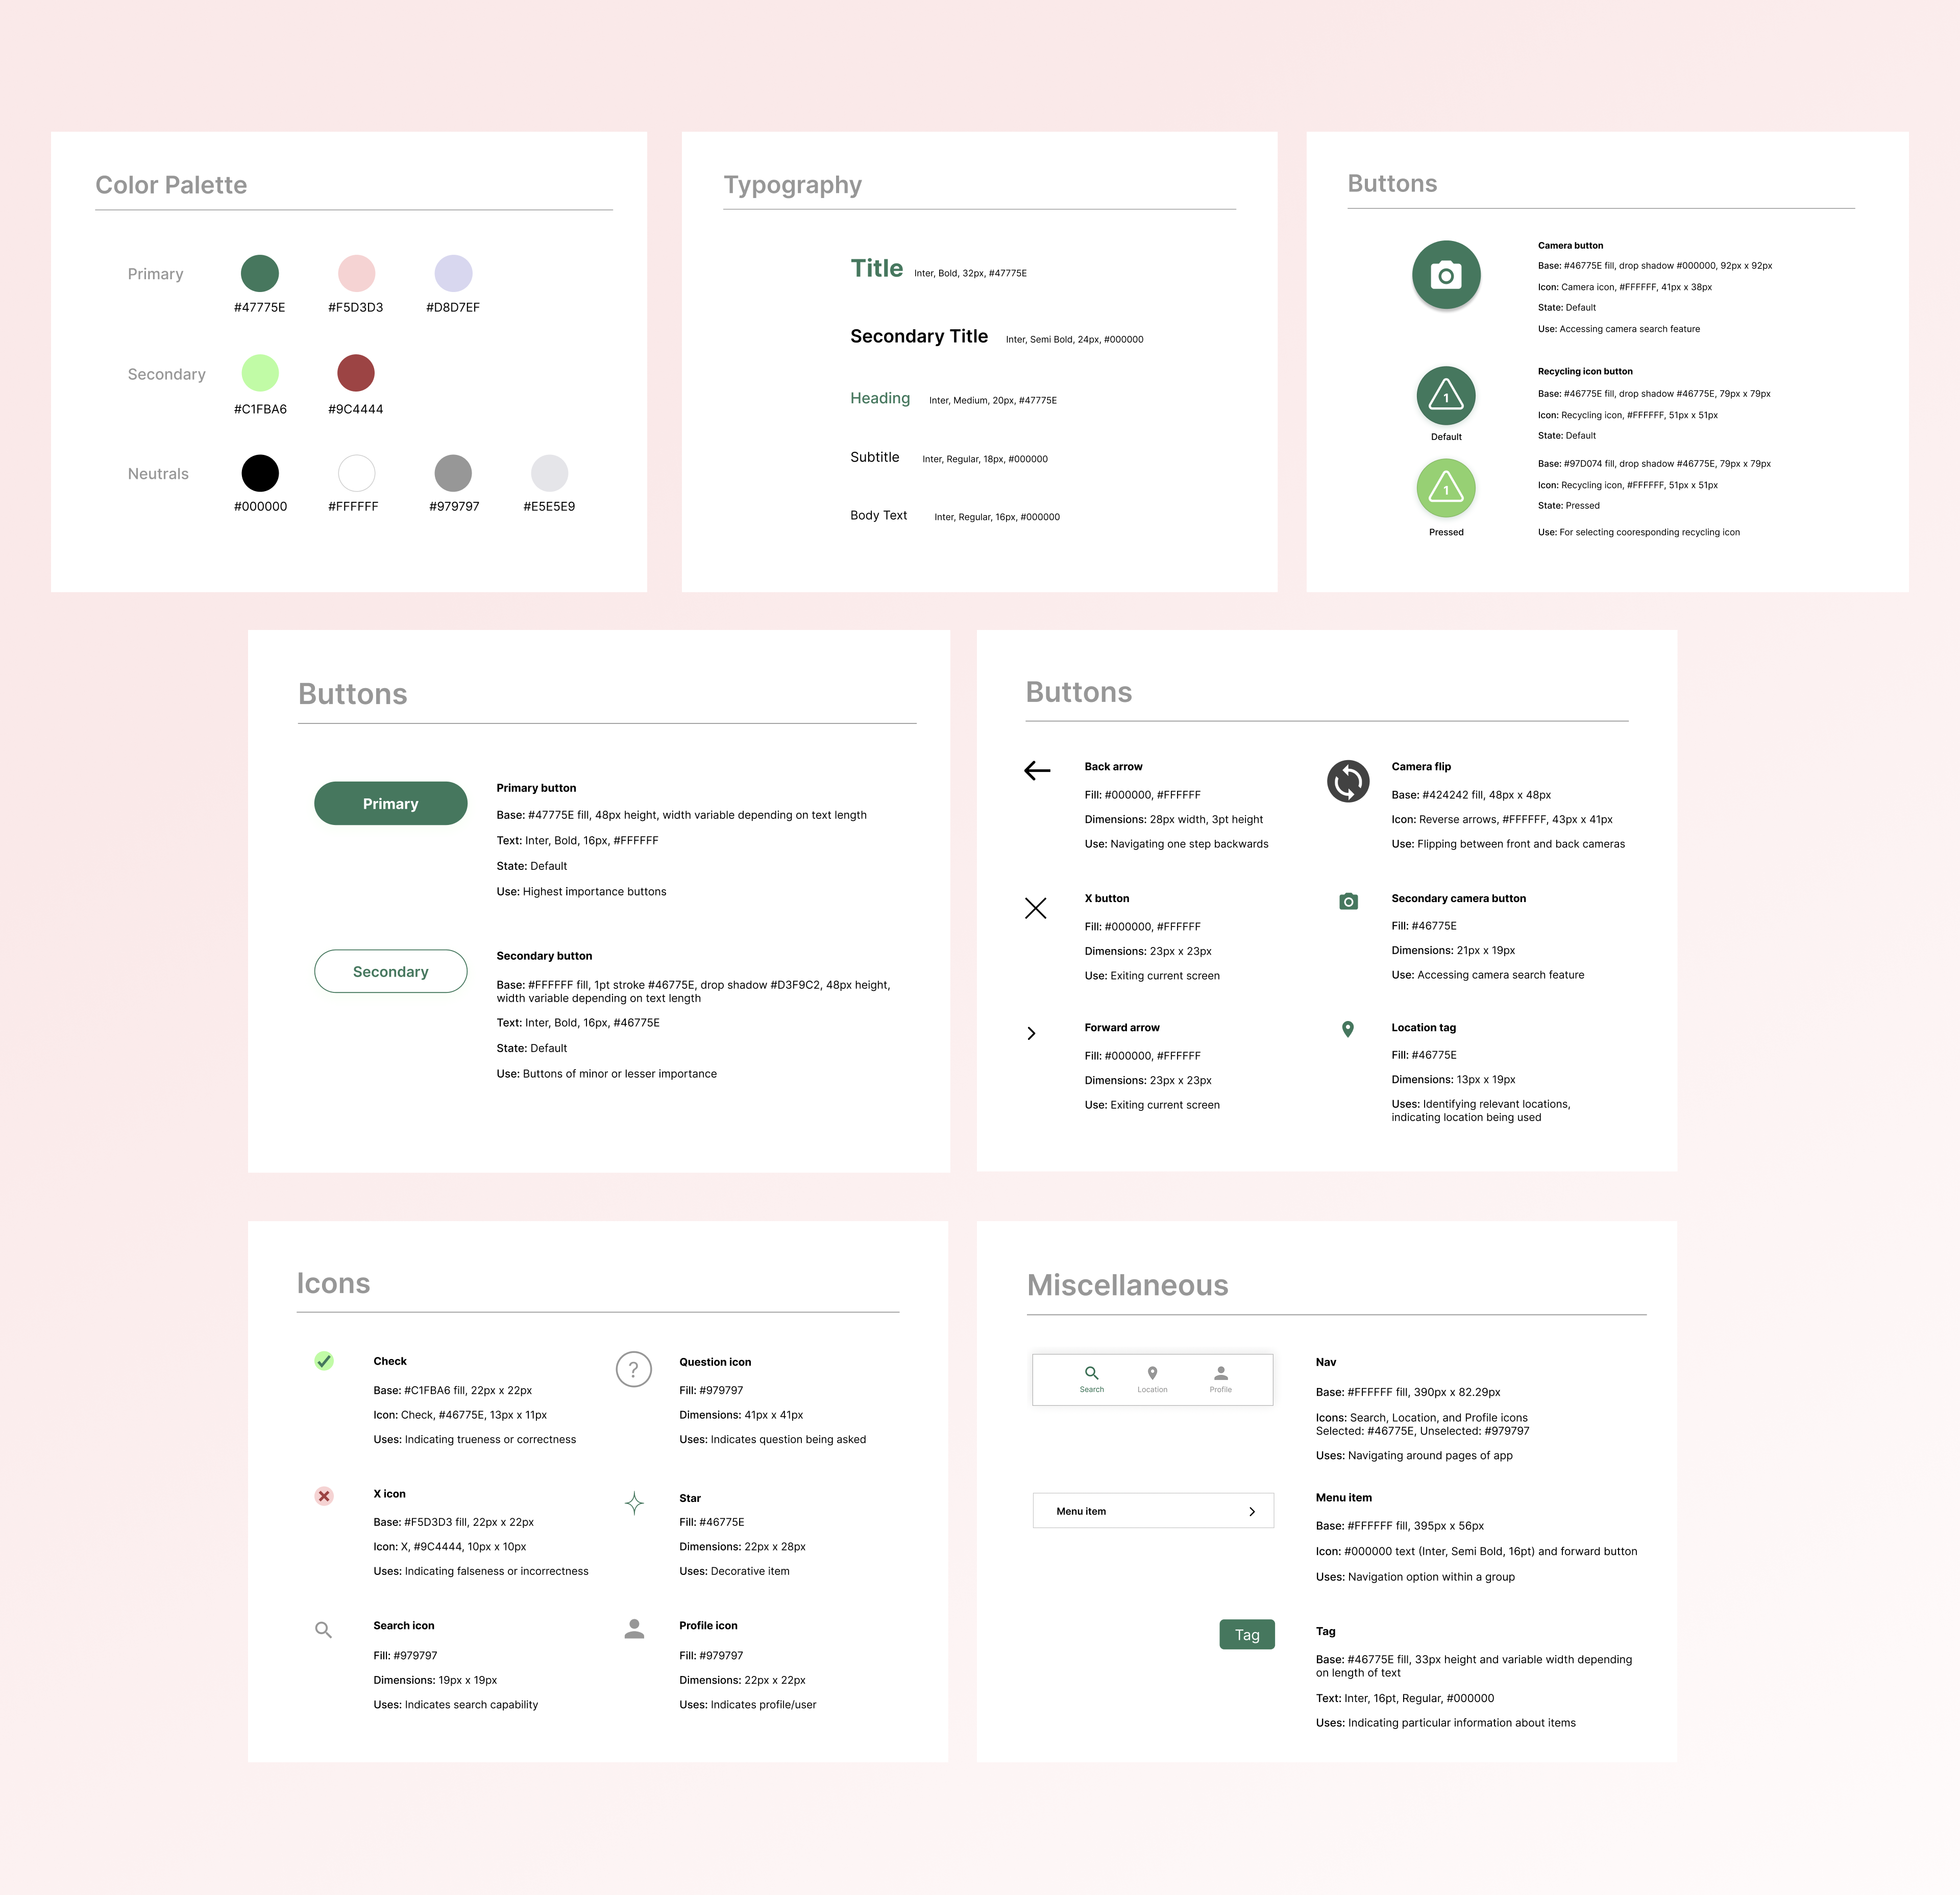 Color Palette
Primary
#47775E
#F5D3D3
#D8D7EF
Secondary
#C1FBA6
#9C4444
Neutrals
#000000
#FFFFFF
#979797
#E5E5E9
Typography
Title Inter, Bold, 32px, #47775E
Secondary Title Inter, Semi Bold, 24px, #000000
Heading Inter, Medium, 20px, #47775E
Subtitle Inter, Regular, 18px, #000000
Body Text Inter, Regular, 16px, #000000
Buttons
Camera button
Base: #46775E fill, drop shadow #000000, 92px x 92px
Icon: Camera icon, #FFFFFF, 41px x 38px
State: Default
Use: Accessing camera search feature
1
Default
Recycling icon button
Base: #46775E fill, drop shadow #46775E, 79px x 79px
Icon: Recycling icon, #FFFFFF, 51px x 51px
State: Default
1
Pressed
Base: #97D074 fill, drop shadow #46775E, 79px x 79px
Icon: Recycling icon, #FFFFFF, 51px x 51px
State: Pressed
Use: For selecting cooresponding recycling icon
Buttons
Primary
Primary button
Base: #47775E fill, 48px height, width variable depending on text length
Text: Inter, Bold, 16px, #FFFFFF
State: Default
Use: Highest importance buttons
Secondary
Secondary button
Base: #FFFFFF fill, 1pt stroke #46775E, drop shadow #D3F9C2, 48px height,
width variable depending on text length
Text: Inter, Bold, 16px, #46775E
State: Default
Use: Buttons of minor or lesser importance
Buttons
Back arrow
Fill: #000000, #FFFFFF
Dimensions: 28px width, 3pt height
Use: Navigating one step backwards
X button
Fill: #000000, #FFFFFF
Dimensions: 23px x 23px
Use: Exiting current screen
Forward arrow
Fill: #000000, #FFFFFF
Dimensions: 23px x 23px
Use: Exiting current screen
Camera flip
Base: #424242 fill, 48px x 48px
Icon: Reverse arrows, #FFFFFF, 43px x 41px
Use: Flipping between front and back cameras
Secondary camera button
Fill: #46775E
Dimensions: 21px x 19px
Use: Accessing camera search feature
Location tag
Fill: #46775E
Dimensions: 13px x 19px
Uses: Identifying relevant locations,
indicating location being used
Icons
Check
Base: #C1FBA6 fill, 22px x 22px
Icon: Check, #46775E, 13px x 11px
Uses: Indicating trueness or correctness
X icon
Base: #F5D3D3 fill, 22px x 22px
Icon: X, #9C4444, 10px x 10px
Uses: Indicating falseness or incorrectness
Search icon
Fill: #979797
Dimensions: 19px x 19px
Uses: Indicates search capability
?
Question icon
Fill: #979797
Dimensions: 41px x 41px
Uses: Indicates question being asked
Star
Fill: #46775E
Dimensions: 22px x 28px
Uses: Decorative item
Profile icon
Fill: #979797
Dimensions: 22px x 22px
Uses: Indicates profile/user
Miscellaneous
Search
Location
Profile
Nav
Base: #FFFFFF fill, 390px x 82.29px
Icons: Search, Location, and Profile icons
Selected: #46775E, Unselected: #979797
Uses: Navigating around pages of app
Menu item
Menu item
Base: #FFFFFF fill, 395px x 56px
Icon: #000000 text (Inter, Semi Bold, 16pt) and forward button
Uses: Navigation option within a group
Tag
Tag
Base: #46775E fill, 33px height and variable width depending
on length of text
Text: Inter, 16pt, Regular, #000000
Uses: Indicating particular information about items